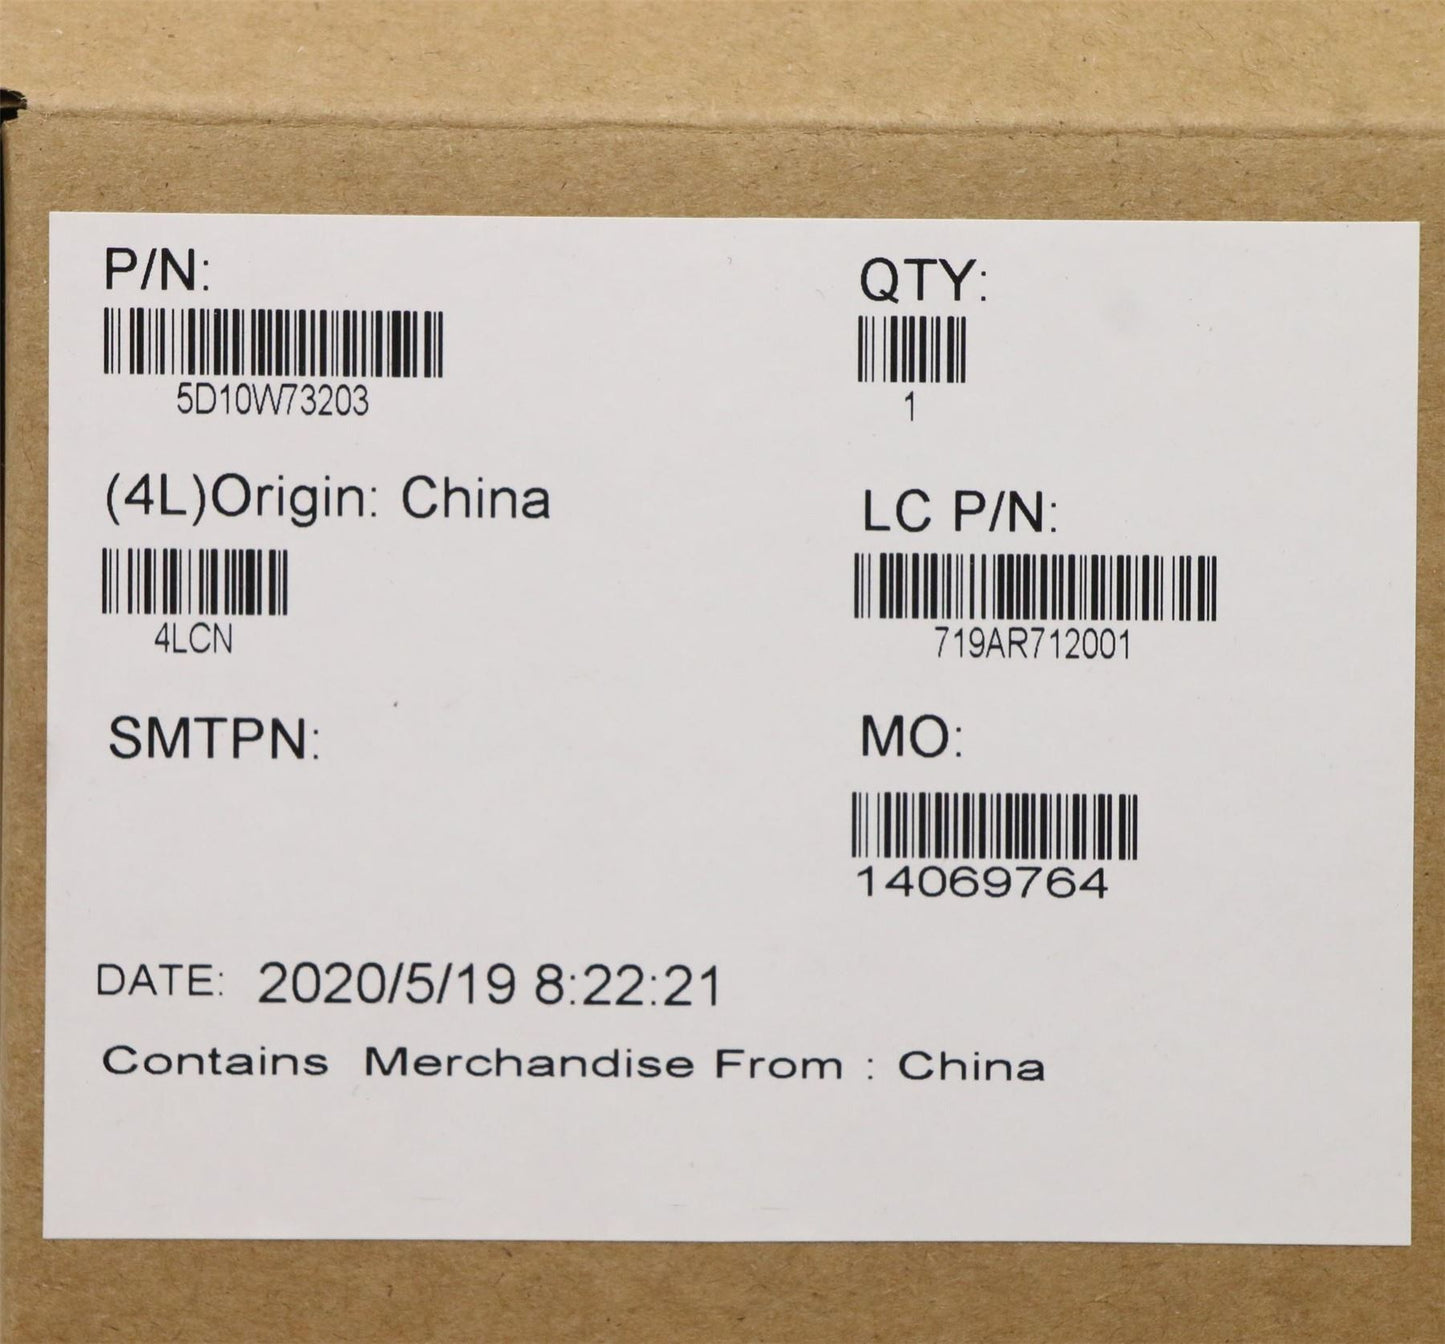 P/N:
5D10W73203
QTY:
1
(4L)Origin: China
4LCN
LC P/N:
719AR712001
SMTPN:
MO:
14069764
DATE: 2020/5/19 8:22:21
Contains Merchandise From : China